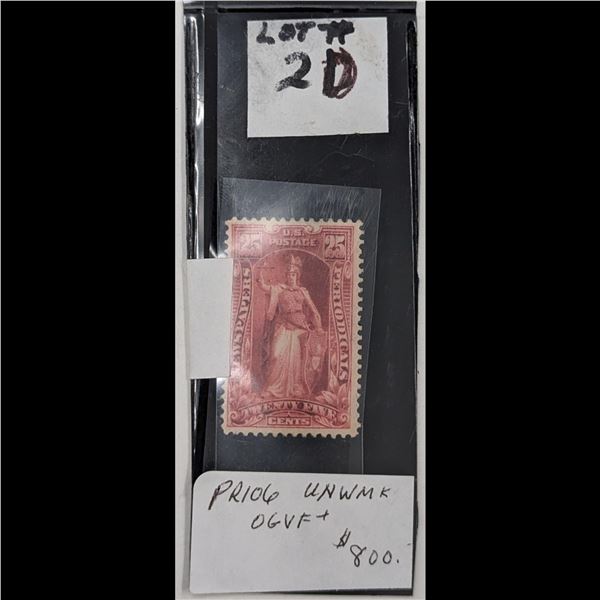 LOT #
2D
25 U.S. POSTAGE 25
NEWSPAPERS
PERIODICALS
TWENTY FIVE
CENTS
PR106 UNWMK
OGVF+
$800.